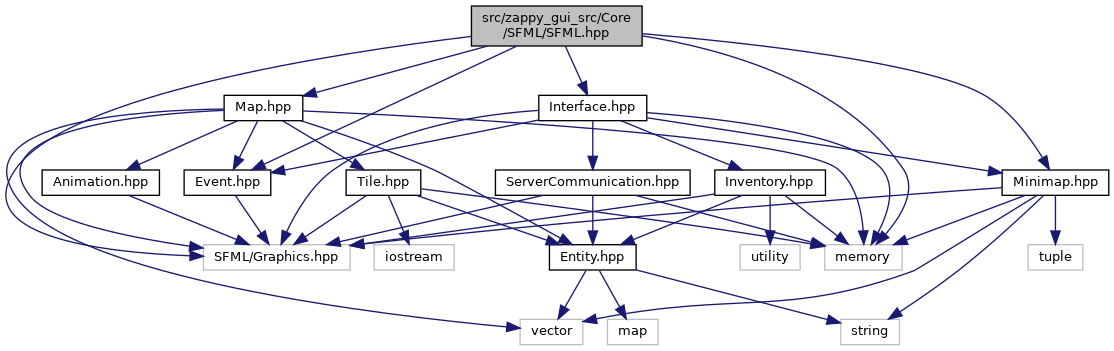 src/zappy_gui_src/Core
/SFML/SFML.hpp
Map.hpp
Interface.hpp
Animation.hpp
Event.hpp
Tile.hpp
ServerCommunication.hpp
Inventory.hpp
Minimap.hpp
SFML/Graphics.hpp
iostream
Entity.hpp
utility
memory
tuple
vector
map
string